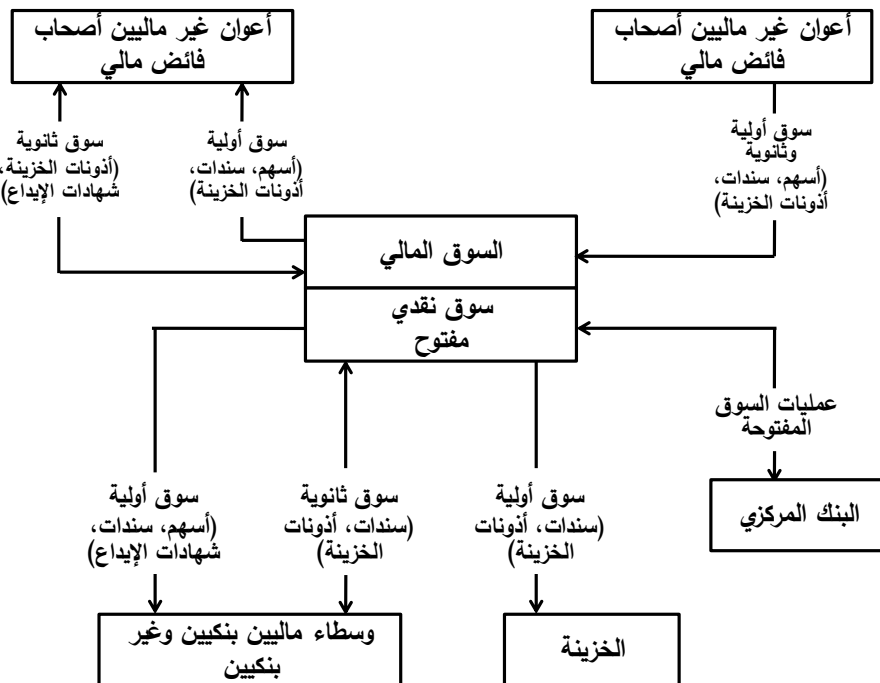 أعوان غير ماليين أصحاب
فائض مالي
أعوان غير ماليين أصحاب
فائض مالي
سوق أولية
وثانوية
(أسهم، سندات،
أذونات الخزينة)
سوق أولية
(أسهم، سندات،
أذونات الخزينة)
سوق ثانوية
(أذونات الخزينة،
شهادات الإيداع)
السوق المالي
سوق نقدي
مفتوح
عمليات السوق
المفتوحة
البنك المركزي
سوق أولية
(سندات، أذونات
الخزينة)
سوق ثانوية
(سندات، أذونات
الخزينة)
سوق أولية
(أسهم، سندات،
شهادات الإيداع)
الخزينة
وسطاء ماليين بنكيين وغير
بنكيين